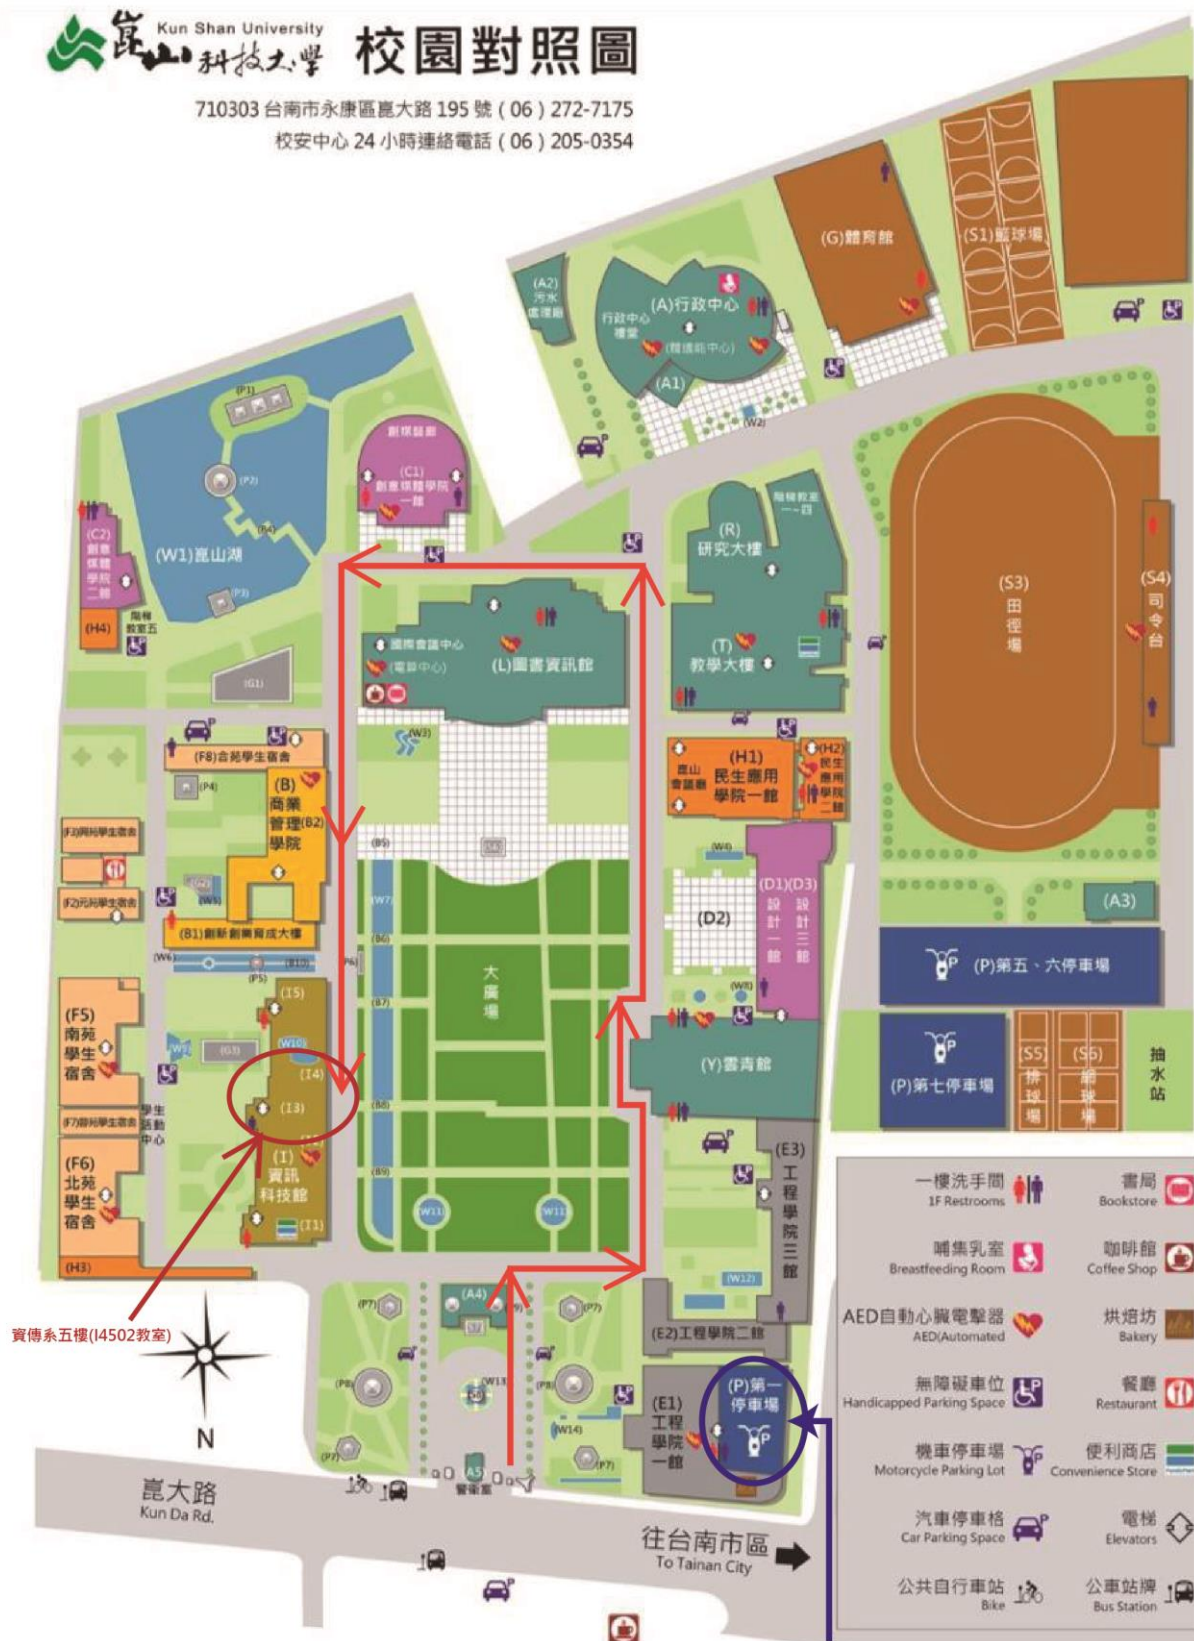 Kun Shan University
崑山科技大學
校園對照圖
710303 台南市永康區崑大路 195 號 ( 06 ) 272-7175
校安中心 24 小時連絡電話 ( 06 ) 205-0354
(G)體育館
(S1)籃球場
(A2)
污水
處理廠
(A)行政中心
行政中心
禮堂
(體適能中心)
(A1)
(W2)
(P1)
(P2)
(W1)崑山湖
(P3)
(C2)
創意
媒體
學院
二館
(H4)
階梯
教室五
創媒藝廊
(C1)
創意媒體學院
一館
階梯教室
一~四
(R)
研究大樓
(T)
教學大樓
(S3)
田徑場
(S4)
司令台
國際會議中心
(電算中心)
(L)圖書資訊館
(G1)
(W3)
(F8)合苑學生宿舍
(P4)
(B)
商業
管理
學院
(B2)
(B1)創新創業育成大樓
(W6)
(B10)
(P5)
(P6)
(B5)
(W7)
(B6)
(B7)
(B8)
(B9)
大廣場
(W11)
(W11)
崑山
會議廳
(H1)
民生應用
學院一館
(H2)
民生
應用
學院
二館
(W4)
(D2)
(D1)(D3)
設計一館
設計三館
(W8)
(Y)雲青館
(A3)
(P)第五、六停車場
(P)第七停車場
(S5)
排球場
(S6)
網球場
抽水站
(F2)元苑學生宿舍
(F5)
南苑
學生
宿舍
(F6)
北苑
學生
宿舍
(H3)
學生
活動
中心
(G3)
(I5)
(W10)
(I4)
(I3)
(I)
資訊
科技館
(I1)
資傳系五樓(I4502教室)
N
(E3)
工程學院三館
(W12)
(E2)工程學院二館
(E1)
工程
學院
一館
(P)第一
停車場
(A4)
(P7)
(P7)
(P8)
(P8)
(W13)
(W14)
(P7)
(P7)
(A5)
警衛室
崑大路
Kun Da Rd.
往台南市區
To Tainan City
一樓洗手間
1F Restrooms
書局
Bookstore
哺集乳室
Breastfeeding Room
咖啡館
Coffee Shop
AED自動心臟電擊器
AED(Automated
烘焙坊
Bakery
無障礙車位
Handicapped Parking Space
餐廳
Restaurant
機車停車場
Motorcycle Parking Lot
便利商店
Convenience Store
汽車停車格
Car Parking Space
電梯
Elevators
公共自行車站
Bike
公車站牌
Bus Station